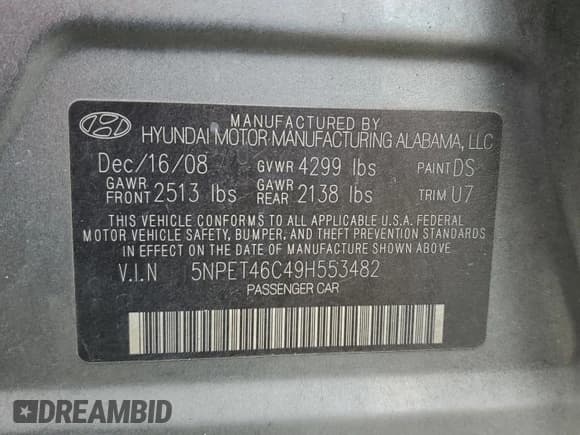 MANUFACTURED BY
HYUNDAI MOTOR MANUFACTURING ALABAMA, LLC
Dec/16/08 GVWR 4299 lbs PAINT DS
GAWR FRONT 2513 lbs GAWR REAR 2138 lbs TRIM U7
THIS VEHICLE CONFORMS TO ALL APPLICABLE U.S.A. FEDERAL
MOTOR VEHICLE SAFETY, BUMPER, AND THEFT PREVENTION STANDARDS
IN EFFECT ON THE DATE OF MANUFACTURE SHOWN ABOVE.
V.I.N 5NPET46C49H553482
PASSENGER CAR
DREAMBID